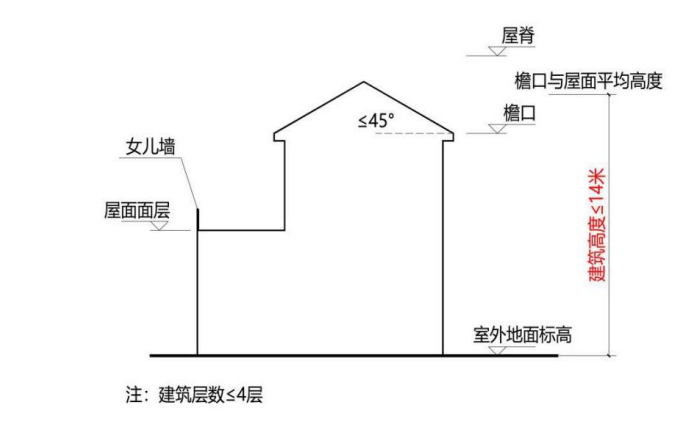 屋脊
檐口与屋面平均高度
檐口
≤45°
女儿墙
屋面面层
建筑高度≤14米
室外地面标高
注：建筑层数≤4层